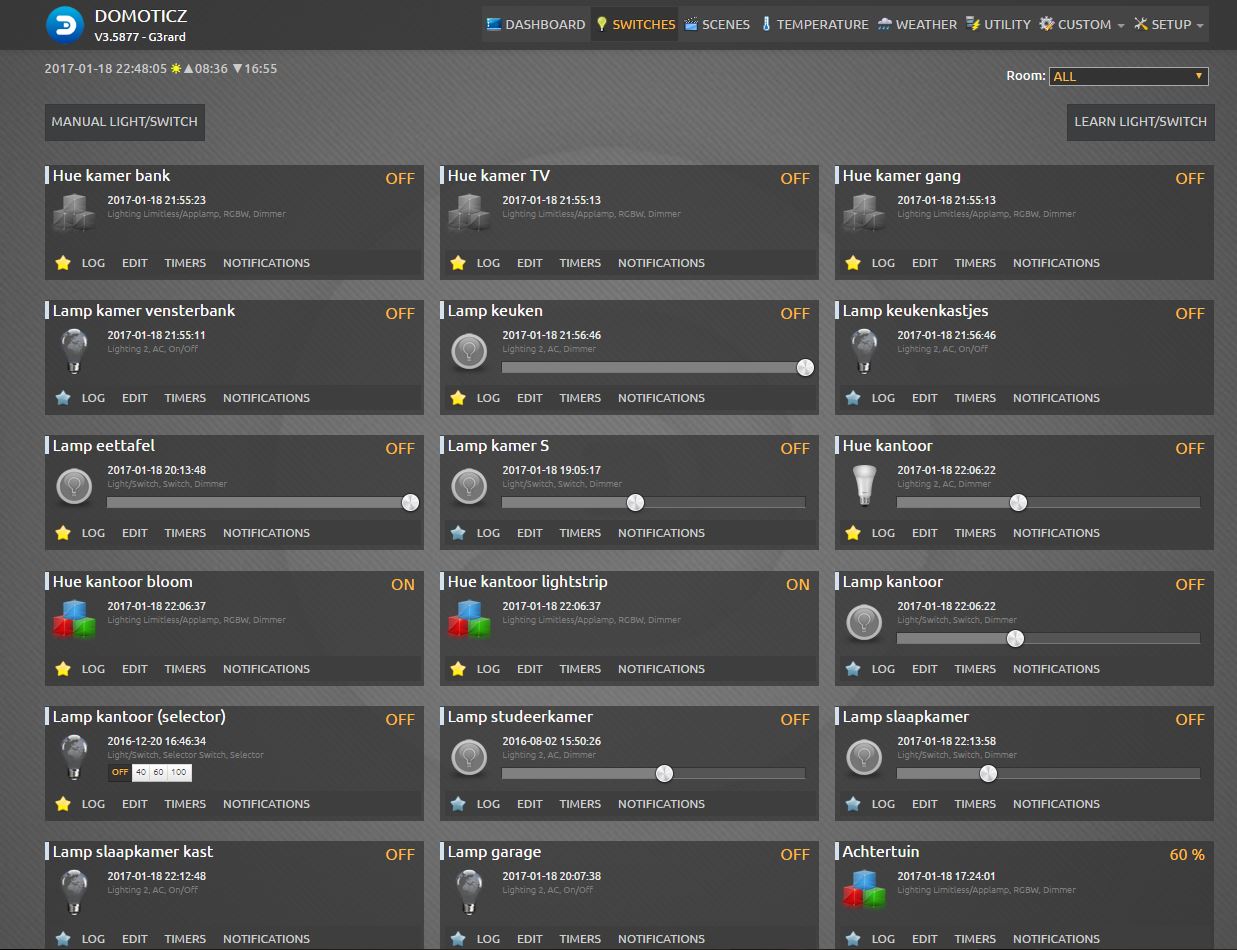 DOMOTICZ
V3.5877 - G3rard
DASHBOARD SWITCHES SCENES TEMPERATURE WEATHER UTILITY CUSTOM SETUP
2017-01-18 22:48:05 ☀▲08:36 ▼16:55
Room: ALL
MANUAL LIGHT/SWITCH
LEARN LIGHT/SWITCH
Hue kamer bank OFF
2017-01-18 21:55:23
Lighting Limitless/Applamp, RGBW, Dimmer
LOG EDIT TIMERS NOTIFICATIONS
Hue kamer TV OFF
2017-01-18 21:55:13
Lighting Limitless/Applamp, RGBW, Dimmer
LOG EDIT TIMERS NOTIFICATIONS
Hue kamer gang OFF
2017-01-18 21:55:13
Lighting Limitless/Applamp, RGBW, Dimmer
LOG EDIT TIMERS NOTIFICATIONS
Lamp kamer vensterbank OFF
2017-01-18 21:55:11
Lighting 2, AC, On/Off
LOG EDIT TIMERS NOTIFICATIONS
Lamp keuken OFF
2017-01-18 21:56:46
Lighting 2, AC, Dimmer
LOG EDIT TIMERS NOTIFICATIONS
Lamp keukenkastjes OFF
2017-01-18 21:56:46
Lighting 2, AC, On/Off
LOG EDIT TIMERS NOTIFICATIONS
Lamp eettafel OFF
2017-01-18 20:13:48
Light/Switch, Switch, Dimmer
LOG EDIT TIMERS NOTIFICATIONS
Lamp kamer S OFF
2017-01-18 19:05:17
Light/Switch, Switch, Dimmer
LOG EDIT TIMERS NOTIFICATIONS
Hue kantoor OFF
2017-01-18 22:06:22
Lighting 2, AC, Dimmer
LOG EDIT TIMERS NOTIFICATIONS
Hue kantoor bloom ON
2017-01-18 22:06:37
Lighting Limitless/Applamp, RGBW, Dimmer
LOG EDIT TIMERS NOTIFICATIONS
Hue kantoor lightstrip ON
2017-01-18 22:06:37
Lighting Limitless/Applamp, RGBW, Dimmer
LOG EDIT TIMERS NOTIFICATIONS
Lamp kantoor OFF
2017-01-18 22:06:22
Light/Switch, Switch, Dimmer
LOG EDIT TIMERS NOTIFICATIONS
Lamp kantoor (selector) OFF
2016-12-20 16:46:34
Light/Switch, Selector Switch, Selector
OFF 40 60 100
LOG EDIT TIMERS NOTIFICATIONS
Lamp studeerkamer OFF
2016-08-02 15:50:26
Lighting 2, AC, Dimmer
LOG EDIT TIMERS NOTIFICATIONS
Lamp slaapkamer OFF
2017-01-18 22:13:58
Light/Switch, Switch, Dimmer
LOG EDIT TIMERS NOTIFICATIONS
Lamp slaapkamer kast OFF
2017-01-18 22:12:48
Lighting 2, AC, On/Off
LOG EDIT TIMERS NOTIFICATIONS
Lamp garage OFF
2017-01-18 20:07:38
Lighting 2, AC, On/Off
LOG EDIT TIMERS NOTIFICATIONS
Achtertuin 60 %
2017-01-18 17:24:01
Lighting Limitless/Applamp, RGBW, Dimmer
LOG EDIT TIMERS NOTIFICATIONS